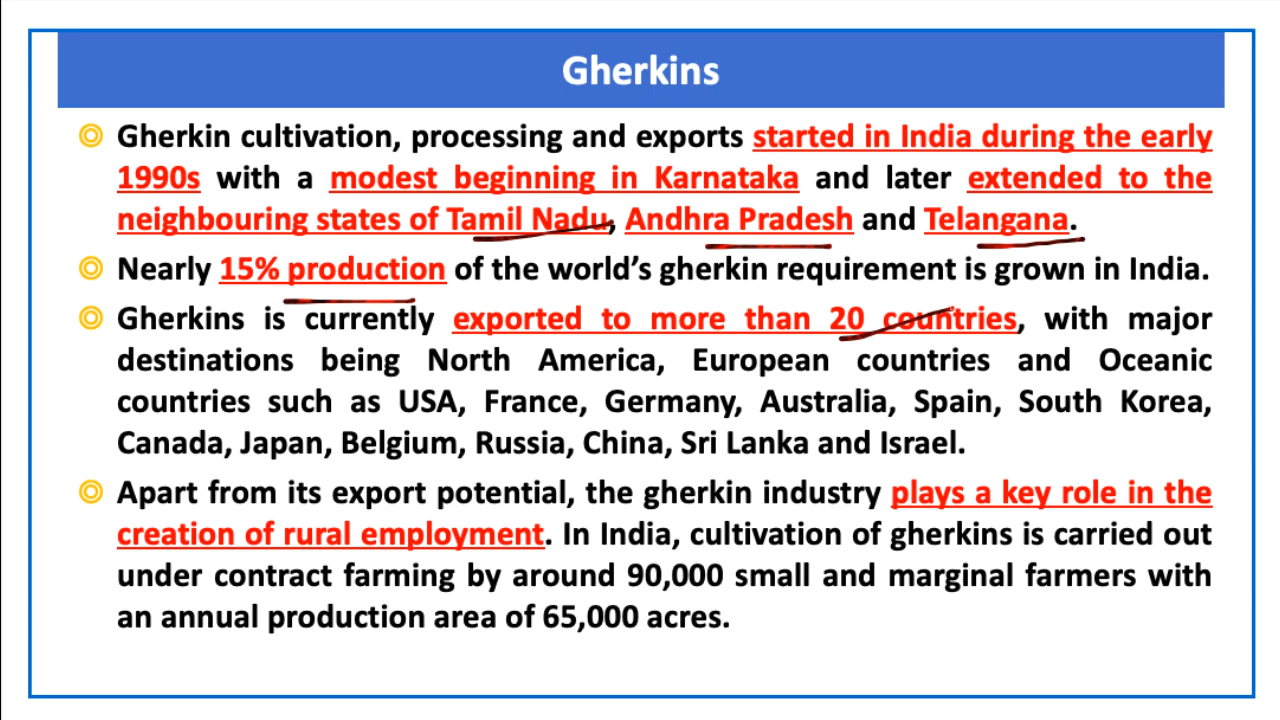 Gherkins
Gherkin cultivation, processing and exports started in India during the early
1990s with a modest beginning in Karnataka and later extended to the
neighbouring states of Tamil Nadu, Andhra Pradesh and Telangana.
Nearly 15% production of the world’s gherkin requirement is grown in India.
Gherkins is currently exported to more than 20 countries, with major
destinations being North America, European countries and Oceanic
countries such as USA, France, Germany, Australia, Spain, South Korea,
Canada, Japan, Belgium, Russia, China, Sri Lanka and Israel.
Apart from its export potential, the gherkin industry plays a key role in the
creation of rural employment. In India, cultivation of gherkins is carried out
under contract farming by around 90,000 small and marginal farmers with
an annual production area of 65,000 acres.